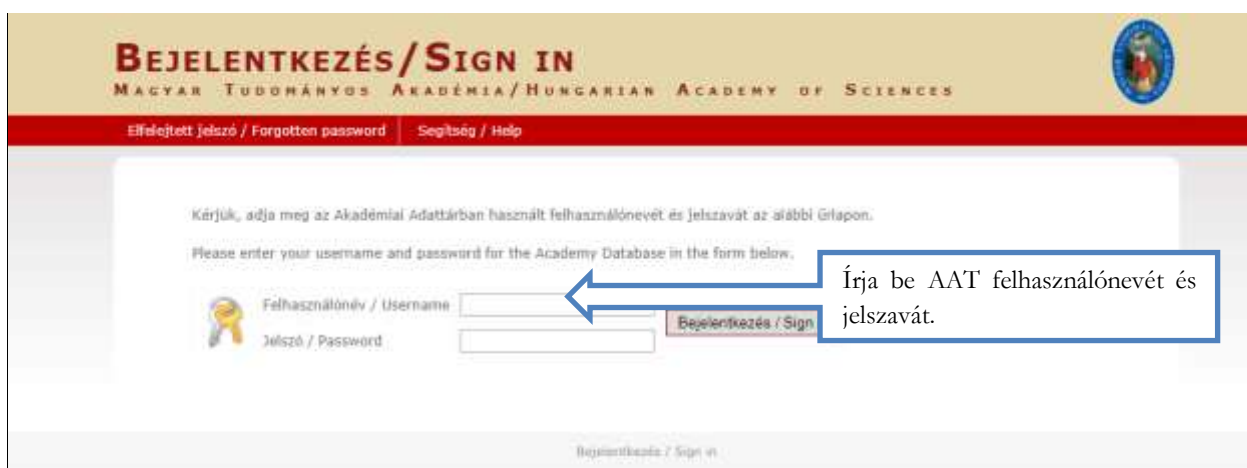 BEJELENTKEZÉS/SIGN IN
MAGYAR TUDOMÁNYOS AKADÉMIA/HUNGARIAN ACADEMY OF SCIENCES
Elfelejtett jelszó / Forgotten password Segítség / Help
Kérjük, adja meg az Akadémiai Adattárban használt felhasználónevét és jelszavát az alábbi űrlapon.
Please enter your username and password for the Academy Database in the form below.
Írja be AAT felhasználónevét és
jelszavát.
Felhasználónév / Username
Bejelentkezés / Sign
Jelszó / Password
Bejelentkezés / Sign in